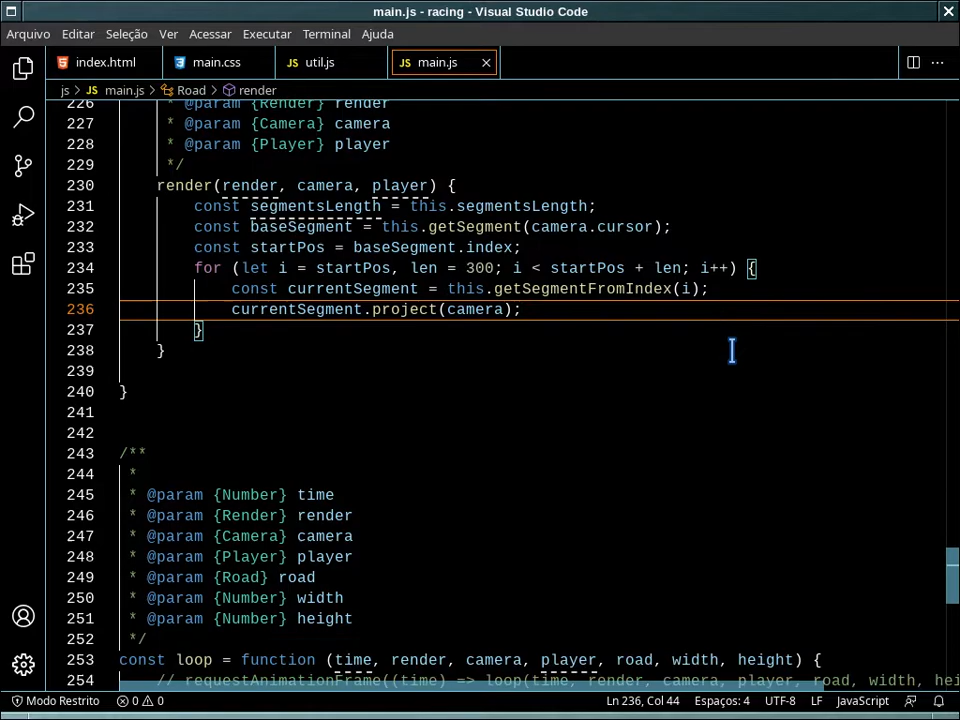 main.js - racing - Visual Studio Code
Arquivo Editar Seleção Ver Acessar Executar Terminal Ajuda
index.html main.css JS util.js JS main.js
js > JS main.js > Road > render
226 * @param {Render} render
227 * @param {Camera} camera
228 * @param {Player} player
229 */
230 render(render, camera, player) {
231 const segmentsLength = this.segmentsLength;
232 const baseSegment = this.getSegment(camera.cursor);
233 const startPos = baseSegment.index;
234 for (let i = startPos, len = 300; i < startPos + len; i++) {
235 const currentSegment = this.getSegmentFromIndex(i);
236 currentSegment.project(camera);
237 }
238 }
239
240 }
241
242
243 /**
244 *
245 * @param {Number} time
246 * @param {Render} render
247 * @param {Camera} camera
248 * @param {Player} player
249 * @param {Road} road
250 * @param {Number} width
251 * @param {Number} height
252 */
253 const loop = function (time, render, camera, player, road, width, height) {
254 // requestAnimationFrame((time) => loop(time, render, camera, player, road, width, hei
Modo Restrito 0 0 Ln 236, Col 44 Espaços: 4 UTF-8 LF JavaScript